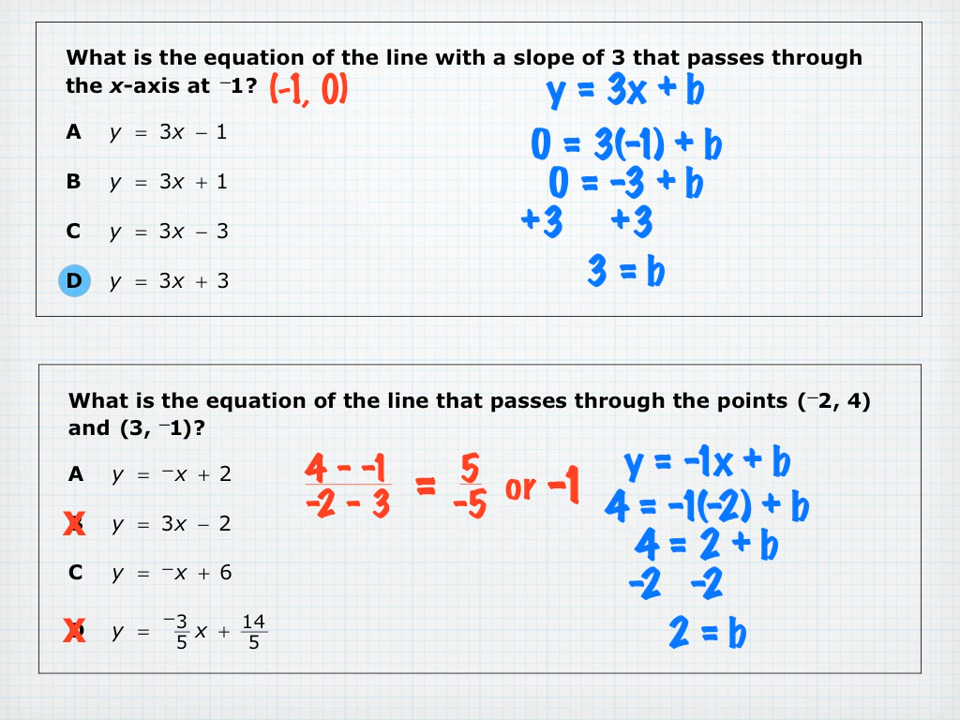 What is the equation of the line with a slope of 3 that passes through
the x-axis at ⁻1? (-1, 0)
A y = 3x − 1
B y = 3x + 1
C y = 3x − 3
D y = 3x + 3
y = 3x + b
0 = 3(-1) + b
0 = -3 + b
+3 +3
3 = b
What is the equation of the line that passes through the points (⁻2, 4)
and (3, ⁻1)?
A y = ⁻x + 2
X y = 3x − 2
C y = ⁻x + 6
X y = ⁻3/5 x + 14/5
4 - -1 / -2 - 3 = 5/-5 or -1
y = -1x + b
4 = -1(-2) + b
4 = 2 + b
-2 -2
2 = b